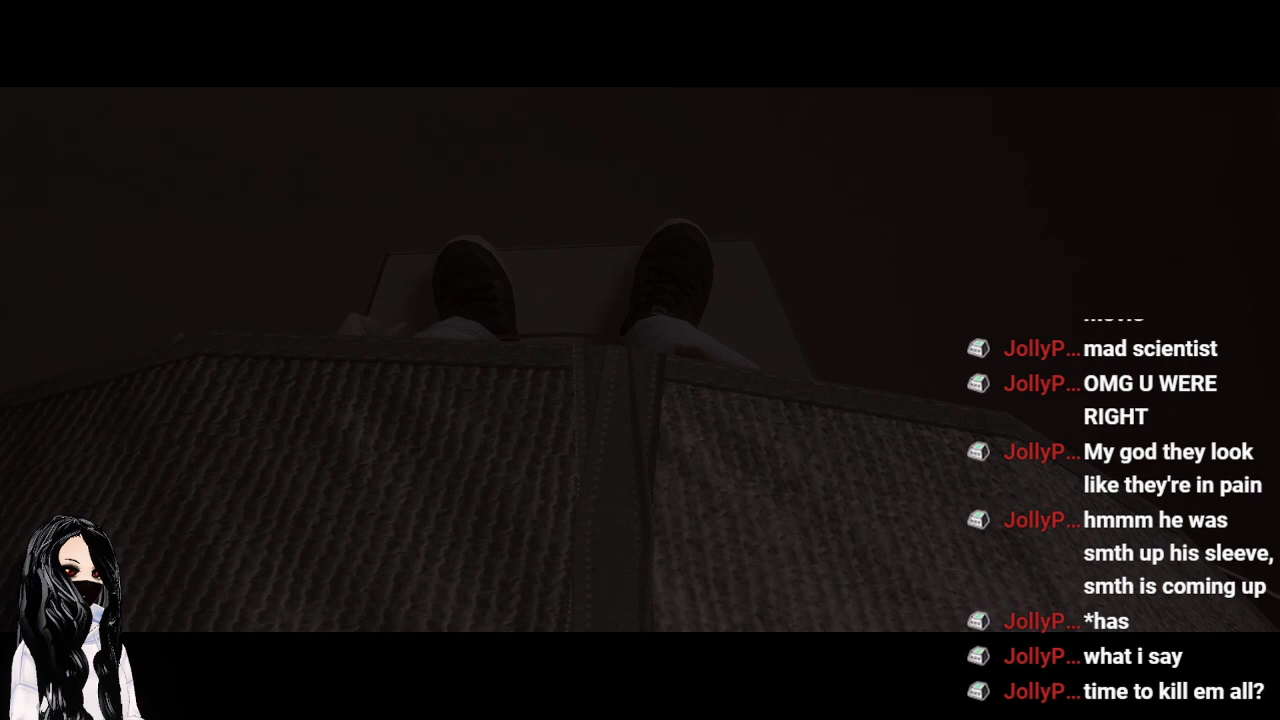 JollyP... mad scientist
JollyP... OMG U WERE
RIGHT
JollyP... My god they look
like they're in pain
JollyP... hmmm he was
smth up his sleeve,
smth is coming up
JollyP... *has
JollyP... what i say
JollyP... time to kill em all?